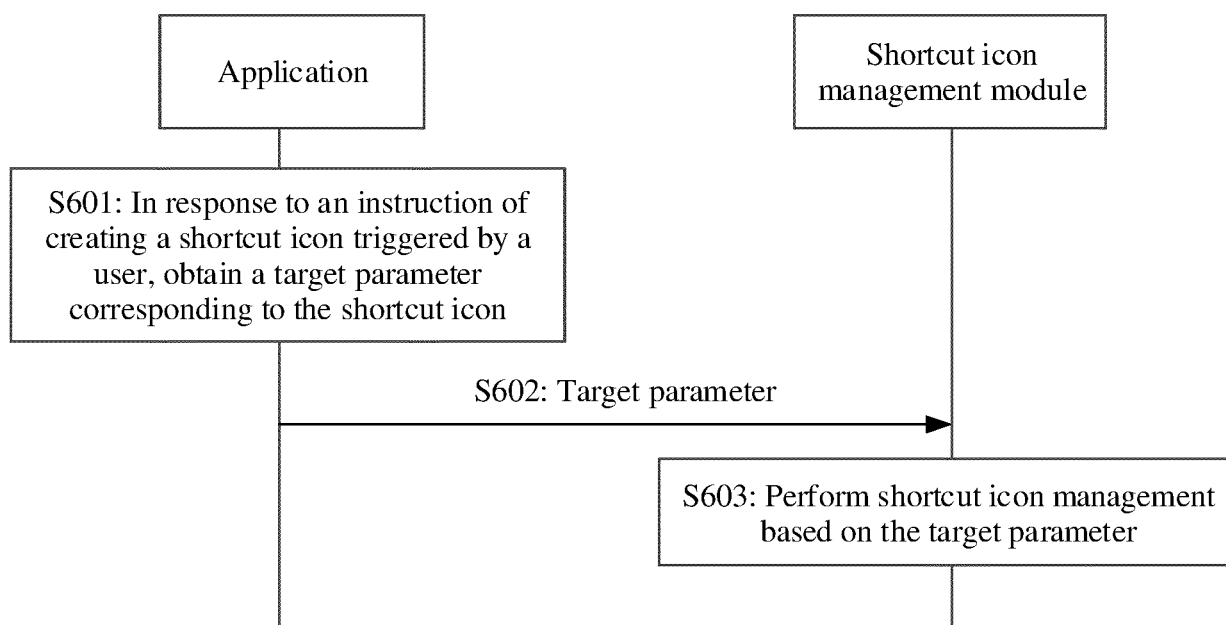 Application
Shortcut icon
management module
S601: In response to an instruction of
creating a shortcut icon triggered by a
user, obtain a target parameter
corresponding to the shortcut icon
S602: Target parameter
S603: Perform shortcut icon management
based on the target parameter